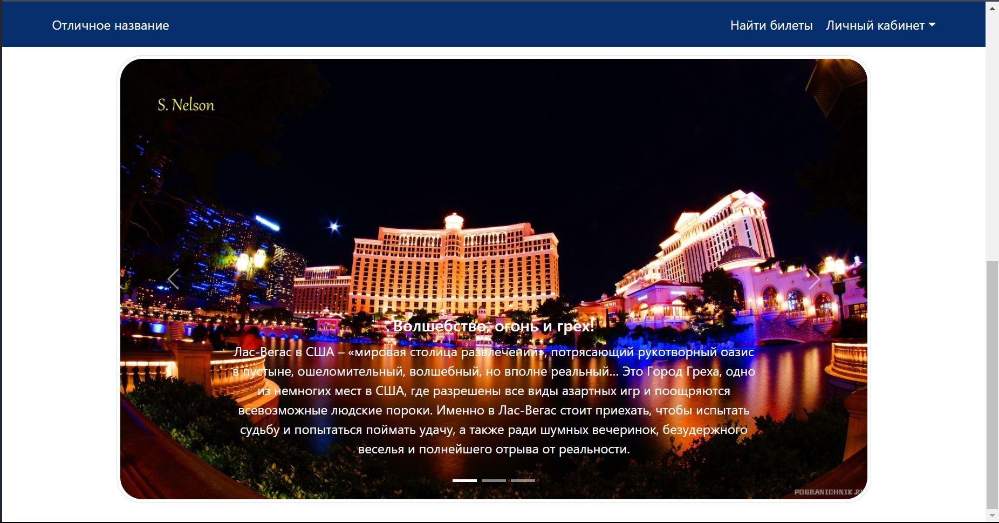 Отличное название
Найти билеты
Личный кабинет
S. Nelson
OLIVES
Волшебство, огонь и грех!
Лас-Вегас в США – «мировая столица развлечений», потрясающий рукотворный оазис
в пустыне, ошеломительный, волшебный, но вполне реальный... Это Город Греха, одно
из немногих мест в США, где разрешены все виды азартных игр и поощряются
всевозможные людские пороки. Именно в Лас-Вегас стоит приехать, чтобы испытать
судьбу и попытаться поймать удачу, а также ради шумных вечеринок, безудержного
веселья и полнейшего отрыва от реальности.
POGRANICHNIK.RU